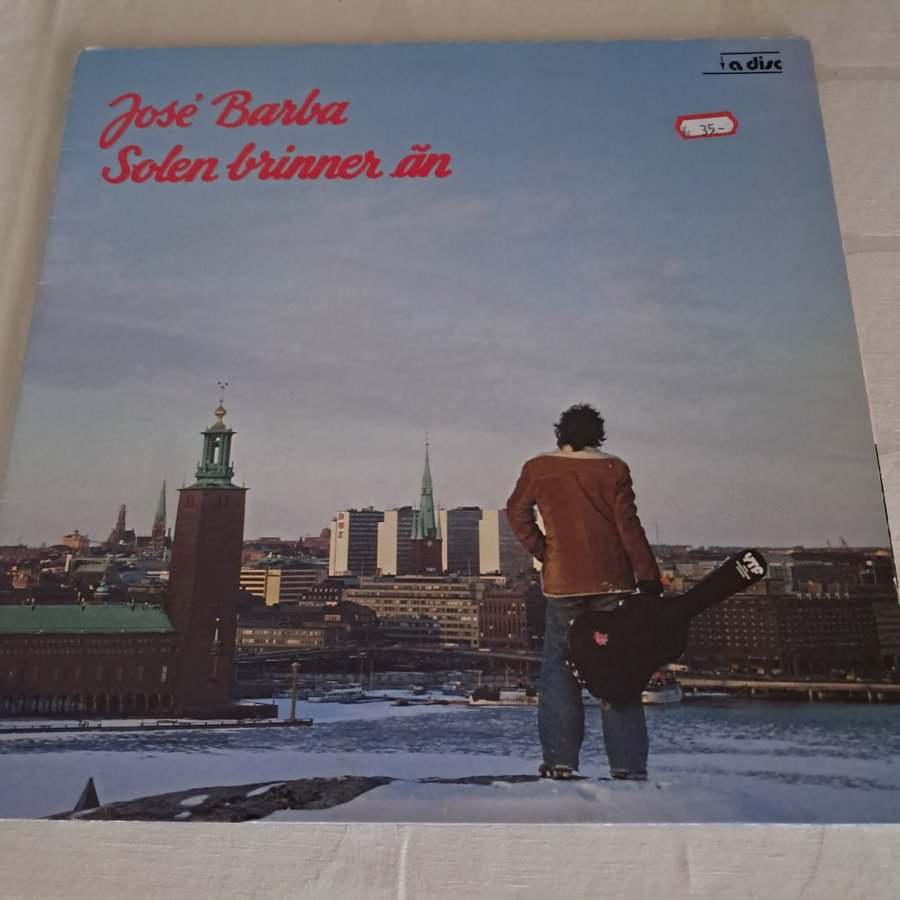 a disc
José Barba
Solen brinner än
35-